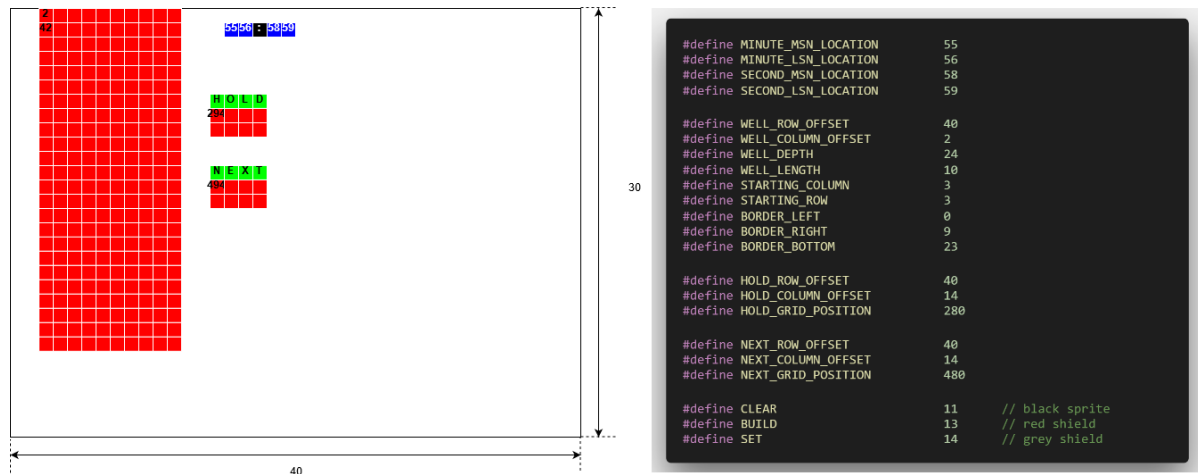 2
42
55 56 : 58 59
H O L D
294
N E X T
494
30
40
#define MINUTE_MSN_LOCATION 55
#define MINUTE_LSN_LOCATION 56
#define SECOND_MSN_LOCATION 58
#define SECOND_LSN_LOCATION 59
#define WELL_ROW_OFFSET 40
#define WELL_COLUMN_OFFSET 2
#define WELL_DEPTH 24
#define WELL_LENGTH 10
#define STARTING_COLUMN 3
#define STARTING_ROW 3
#define BORDER_LEFT 0
#define BORDER_RIGHT 9
#define BORDER_BOTTOM 23
#define HOLD_ROW_OFFSET 40
#define HOLD_COLUMN_OFFSET 14
#define HOLD_GRID_POSITION 280
#define NEXT_ROW_OFFSET 40
#define NEXT_COLUMN_OFFSET 14
#define NEXT_GRID_POSITION 480
#define CLEAR 11 // black sprite
#define BUILD 13 // red shield
#define SET 14 // grey shield